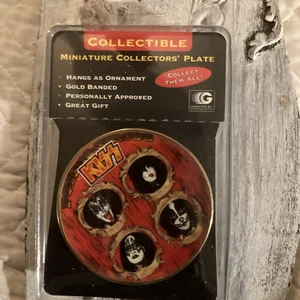 COLLECTIBLE
MINIATURE COLLECTORS' PLATE
• HANGS AS ORNAMENT
• GOLD BANDED
• PERSONALLY APPROVED
• GREAT GIFT
COLLECT
THEM ALL!
G
KISS